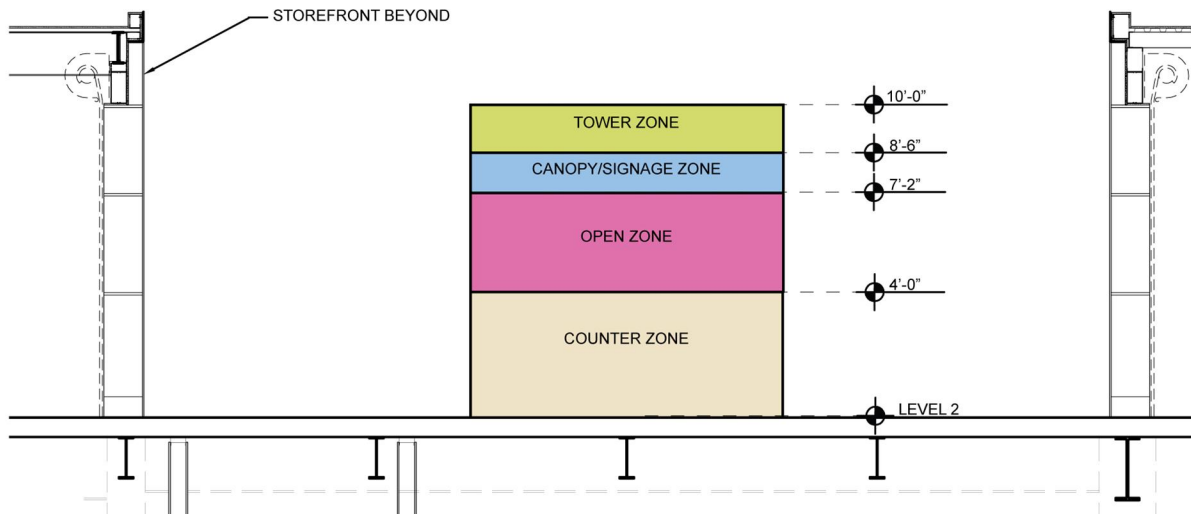 STOREFRONT BEYOND
10’-0”
TOWER ZONE
8’-6”
CANOPY/SIGNAGE ZONE
7’-2”
OPEN ZONE
4’-0”
COUNTER ZONE
LEVEL 2